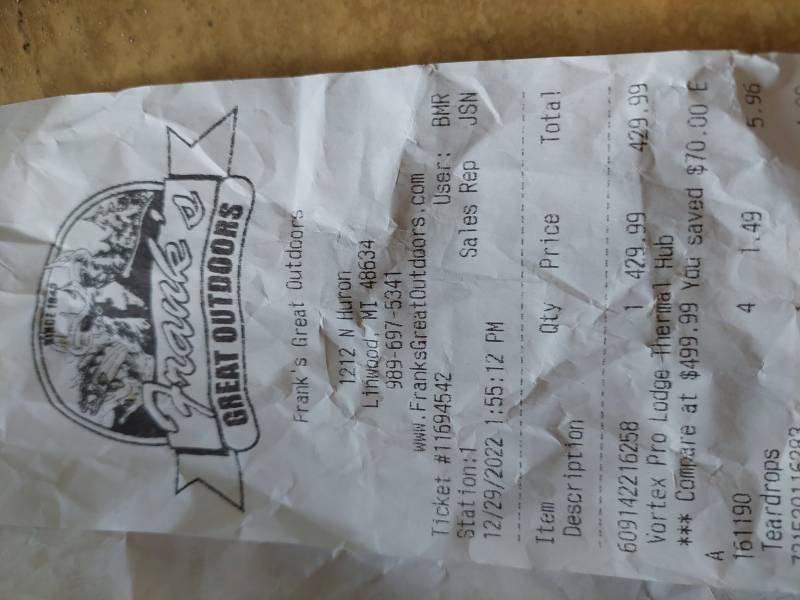 SINCE 1945
Frank's
GREAT OUTDOORS
Frank's Great Outdoors
1212 N Huron
Linwood, MI 48634
989-697-5341
www.FranksGreatOutdoors.com
Ticket #11694542 User: BMR
Station:1 Sales Rep JSN
12/29/2022 1:55:12 PM
Item Qty Price Total
Description
609142216258 1 429.99 429.99
Vortex Pro Lodge Thermal Hub
*** Compare at $499.99 You saved $70.00 E
A
161190 4 1.49 5.96
Teardrops